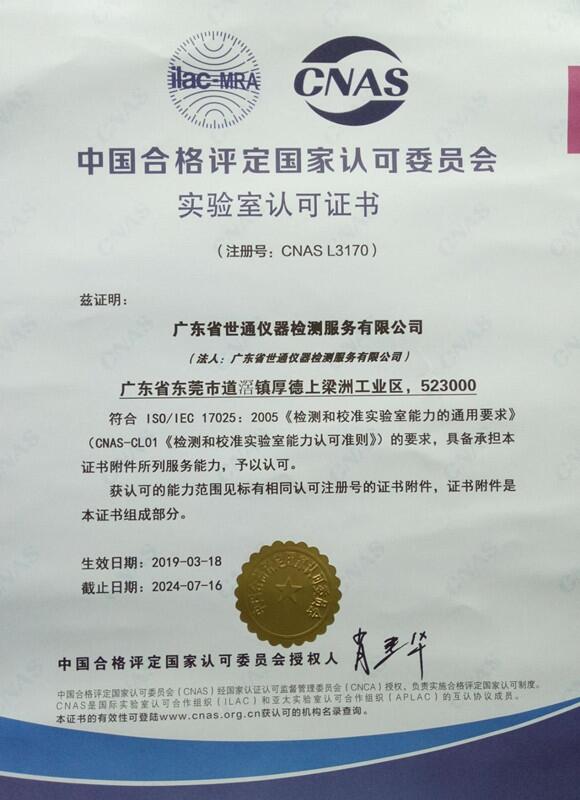 ilac-MRA
CNAS
中国合格评定国家认可委员会
实验室认可证书
（注册号：CNAS L3170）
兹证明：
广东省世通仪器检测服务有限公司
（法人：广东省世通仪器检测服务有限公司）
广东省东莞市道滘镇厚德上梁洲工业区，523000
符合 ISO/IEC 17025：2005《检测和校准实验室能力的通用要求》
（CNAS-CL01《检测和校准实验室能力认可准则》）的要求，具备承担本
证书附件所列服务能力，予以认可。
获认可的能力范围见标有相同认可注册号的证书附件，证书附件是
本证书组成部分。
生效日期：2019-03-18
截止日期：2024-07-16
中国合格评定国家认可委员会
中国合格评定国家认可委员会授权人
中国合格评定国家认可委员会（CNAS）经国家认证认可监督管理委员会（CNCA）授权，负责实施合格评定国家认可制度。
CNAS是国际实验室认可合作组织（ILAC）和亚太实验室认可合作组织（APLAC）的互认协议成员。
本证书的有效性可登陆www.cnas.org.cn获认可的机构名录查询。